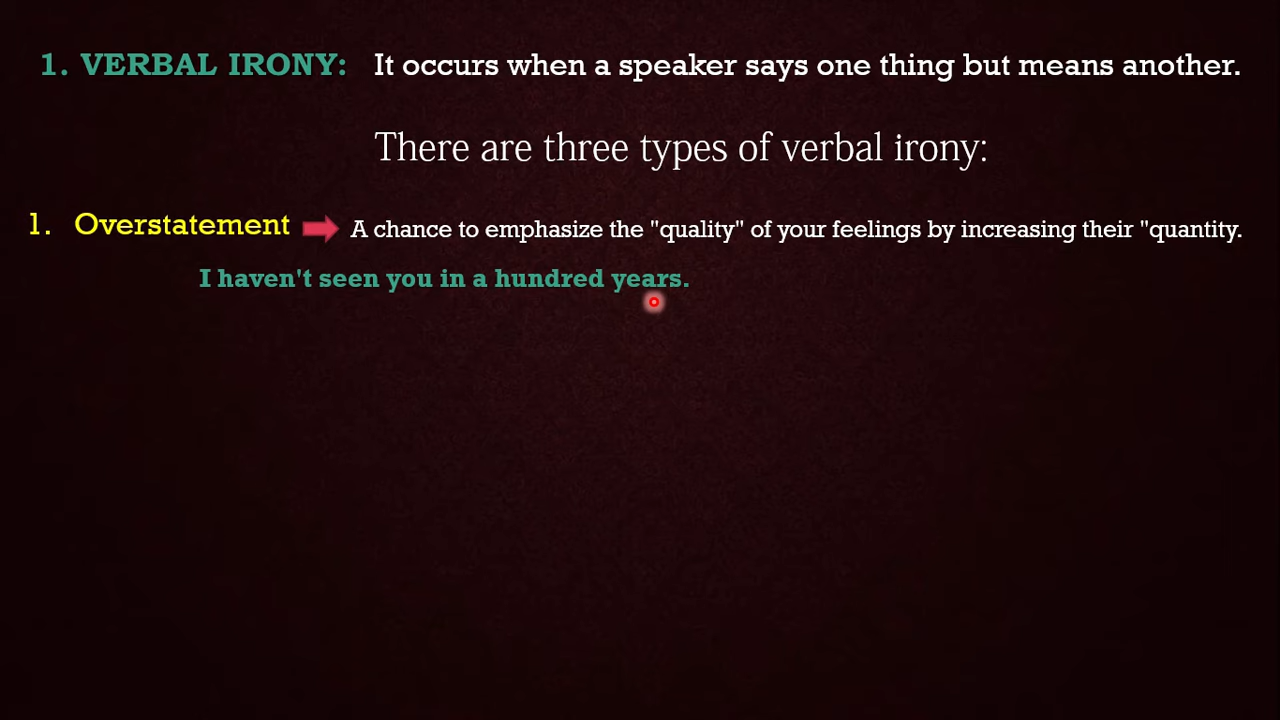 1. VERBAL IRONY: It occurs when a speaker says one thing but means another.
There are three types of verbal irony:
1. Overstatement A chance to emphasize the "quality" of your feelings by increasing their "quantity.
I haven't seen you in a hundred years.